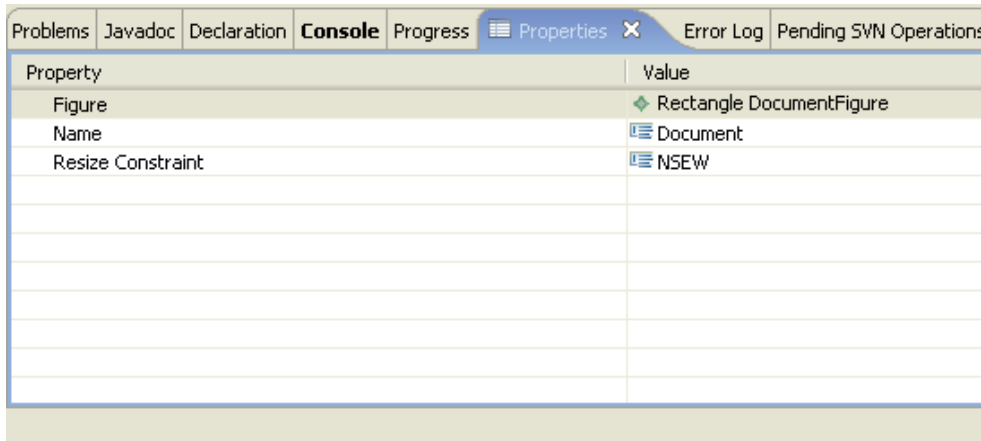 Problems Javadoc Declaration Console Progress Properties Error Log Pending SVN Operations
Property Value
Figure Rectangle DocumentFigure
Name Document
Resize Constraint NSEW